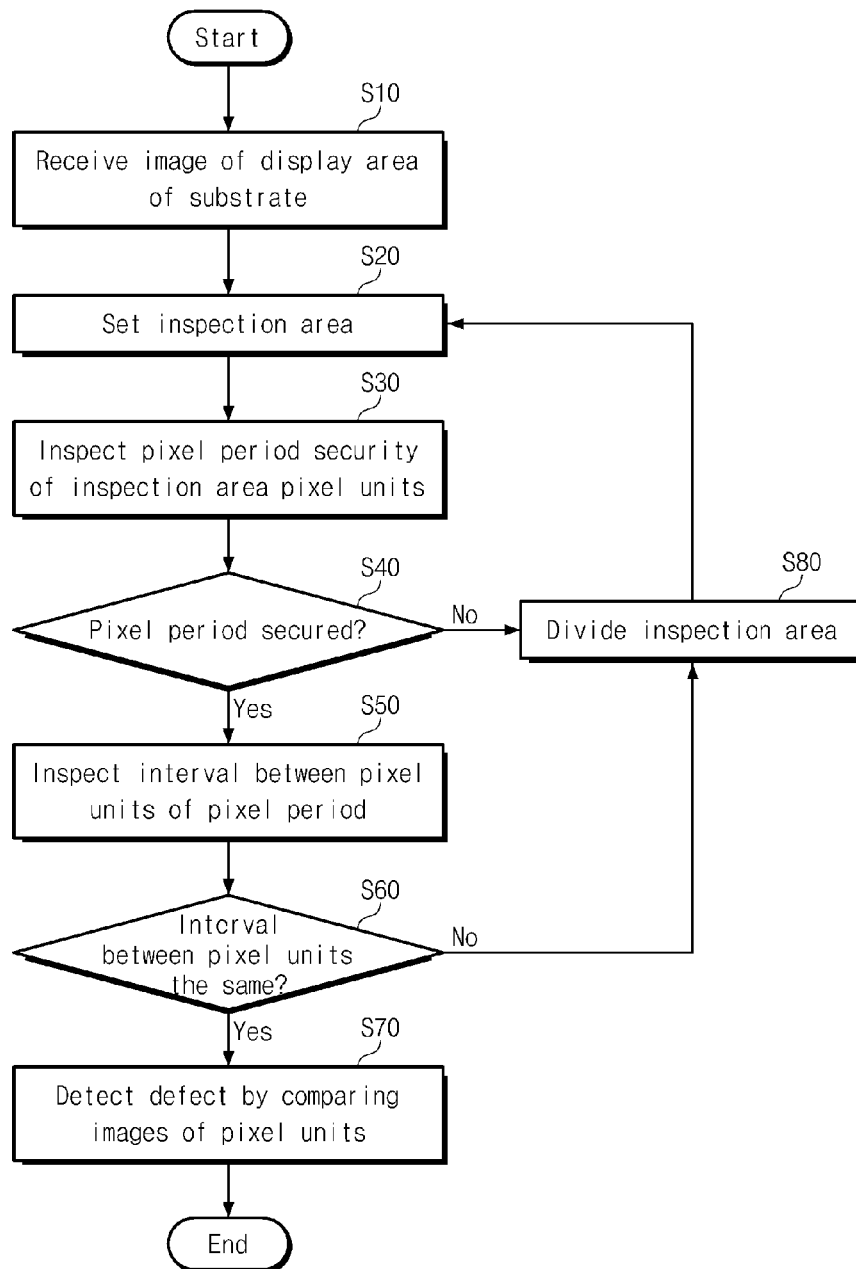 Start
S10
Receive image of display area
of substrate
S20
Set inspection area
S30
Inspect pixel period security
of inspection area pixel units
S40
Pixel period secured?
No
S80
Divide inspection area
Yes
S50
Inspect interval between pixel
units of pixel period
S60
Interval
between pixel units
the same?
No
Yes
S70
Detect defect by comparing
images of pixel units
End